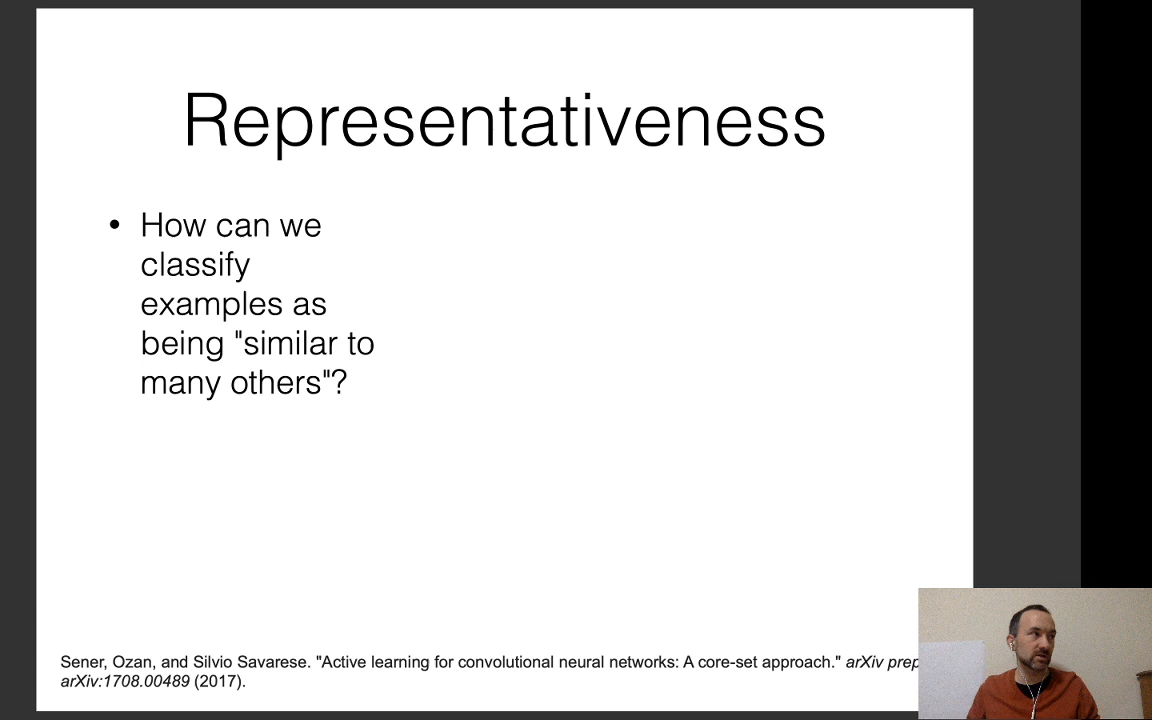 Representativeness
• How can we
classify
examples as
being "similar to
many others"?
Sener, Ozan, and Silvio Savarese. "Active learning for convolutional neural networks: A core-set approach." arXiv
arXiv:1708.00489 (2017).